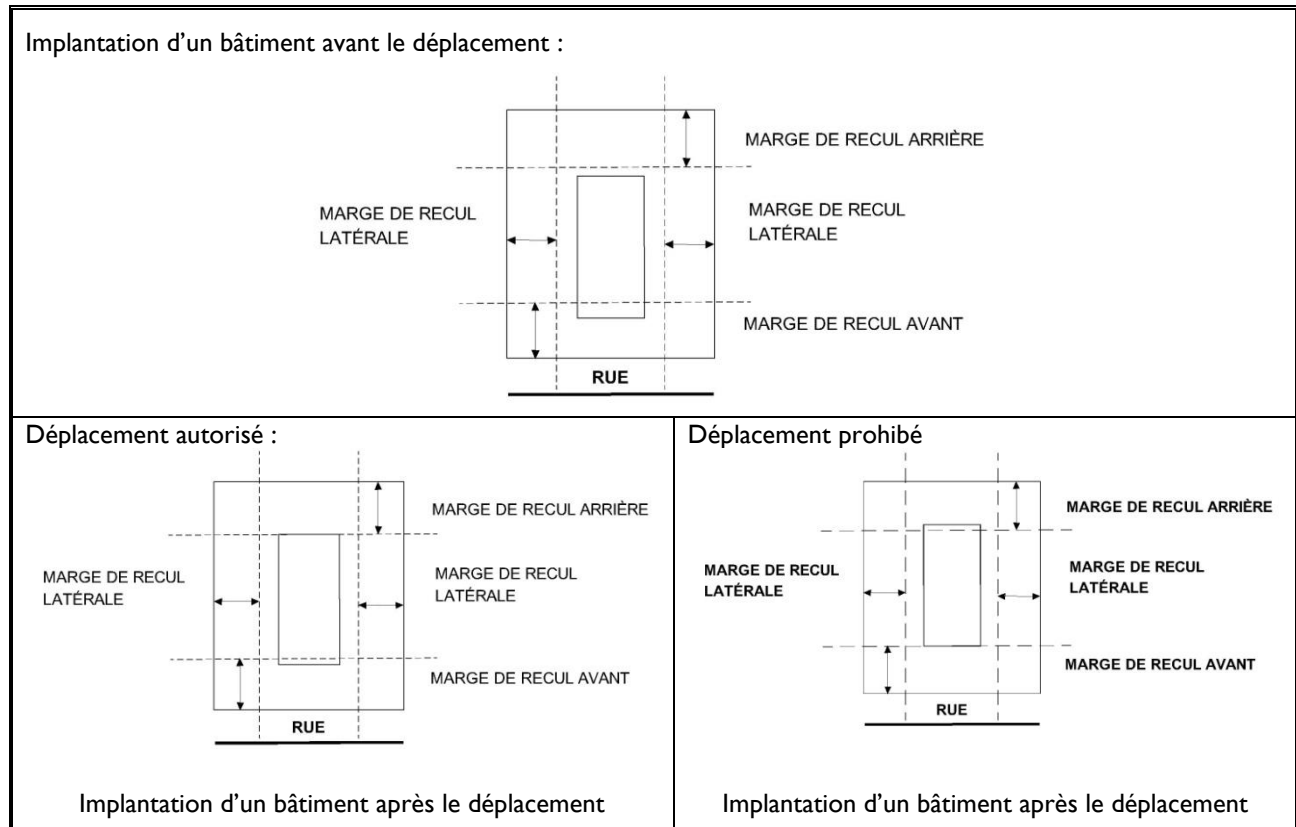 Implantation d’un bâtiment avant le déplacement :
MARGE DE RECUL ARRIÈRE
MARGE DE RECUL
LATÉRALE
MARGE DE RECUL
LATÉRALE
MARGE DE RECUL AVANT
RUE
Déplacement autorisé :
MARGE DE RECUL ARRIÈRE
MARGE DE RECUL
LATÉRALE
MARGE DE RECUL
LATÉRALE
MARGE DE RECUL AVANT
RUE
Implantation d’un bâtiment après le déplacement
Déplacement prohibé
MARGE DE RECUL ARRIÈRE
MARGE DE RECUL
LATÉRALE
MARGE DE RECUL
LATÉRALE
MARGE DE RECUL AVANT
RUE
Implantation d’un bâtiment après le déplacement